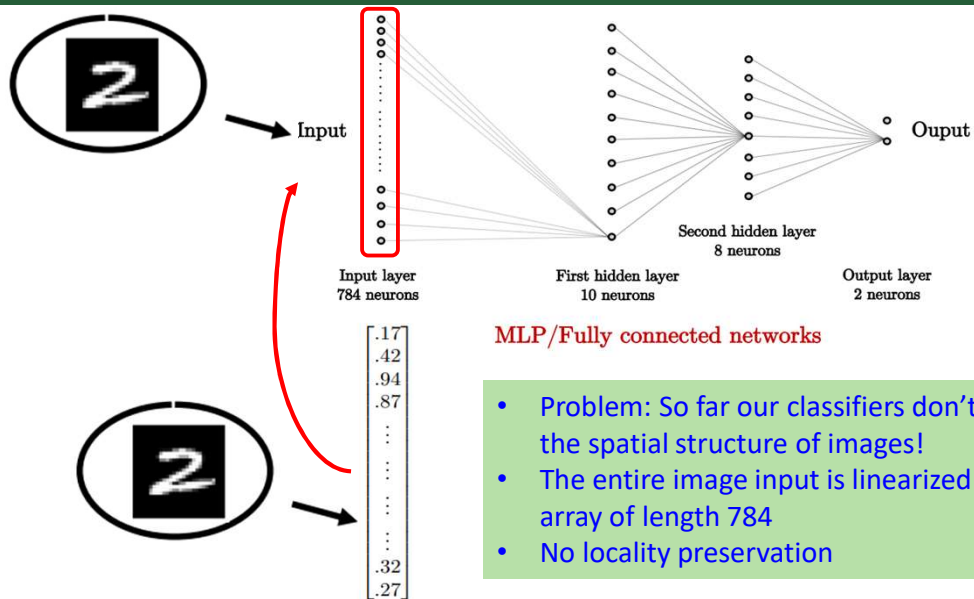 2
Input
Ouput
Second hidden layer
8 neurons
Input layer
784 neurons
First hidden layer
10 neurons
Output layer
2 neurons
.17
.42
.94
.87
.32
.27
MLP/Fully connected networks
2
• Problem: So far our classifiers don't
the spatial structure of images!
• The entire image input is linearized
array of length 784
• No locality preservation